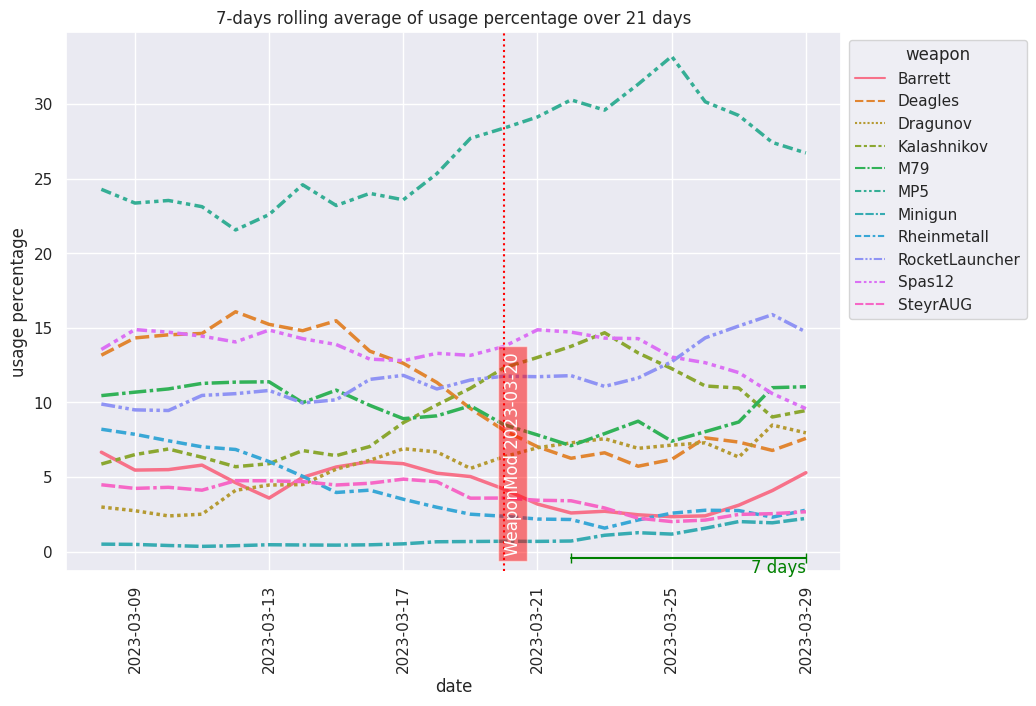 7-days rolling average of usage percentage over 21 days
usage percentage
30
25
20
15
10
5
0
WeaponMod 2023-03-20
7 days
2023-03-09
2023-03-13
2023-03-17
2023-03-21
2023-03-25
2023-03-29
date
weapon
Barrett
Deagles
Dragunov
Kalashnikov
M79
MP5
Minigun
Rheinmetall
RocketLauncher
Spas12
SteyrAUG